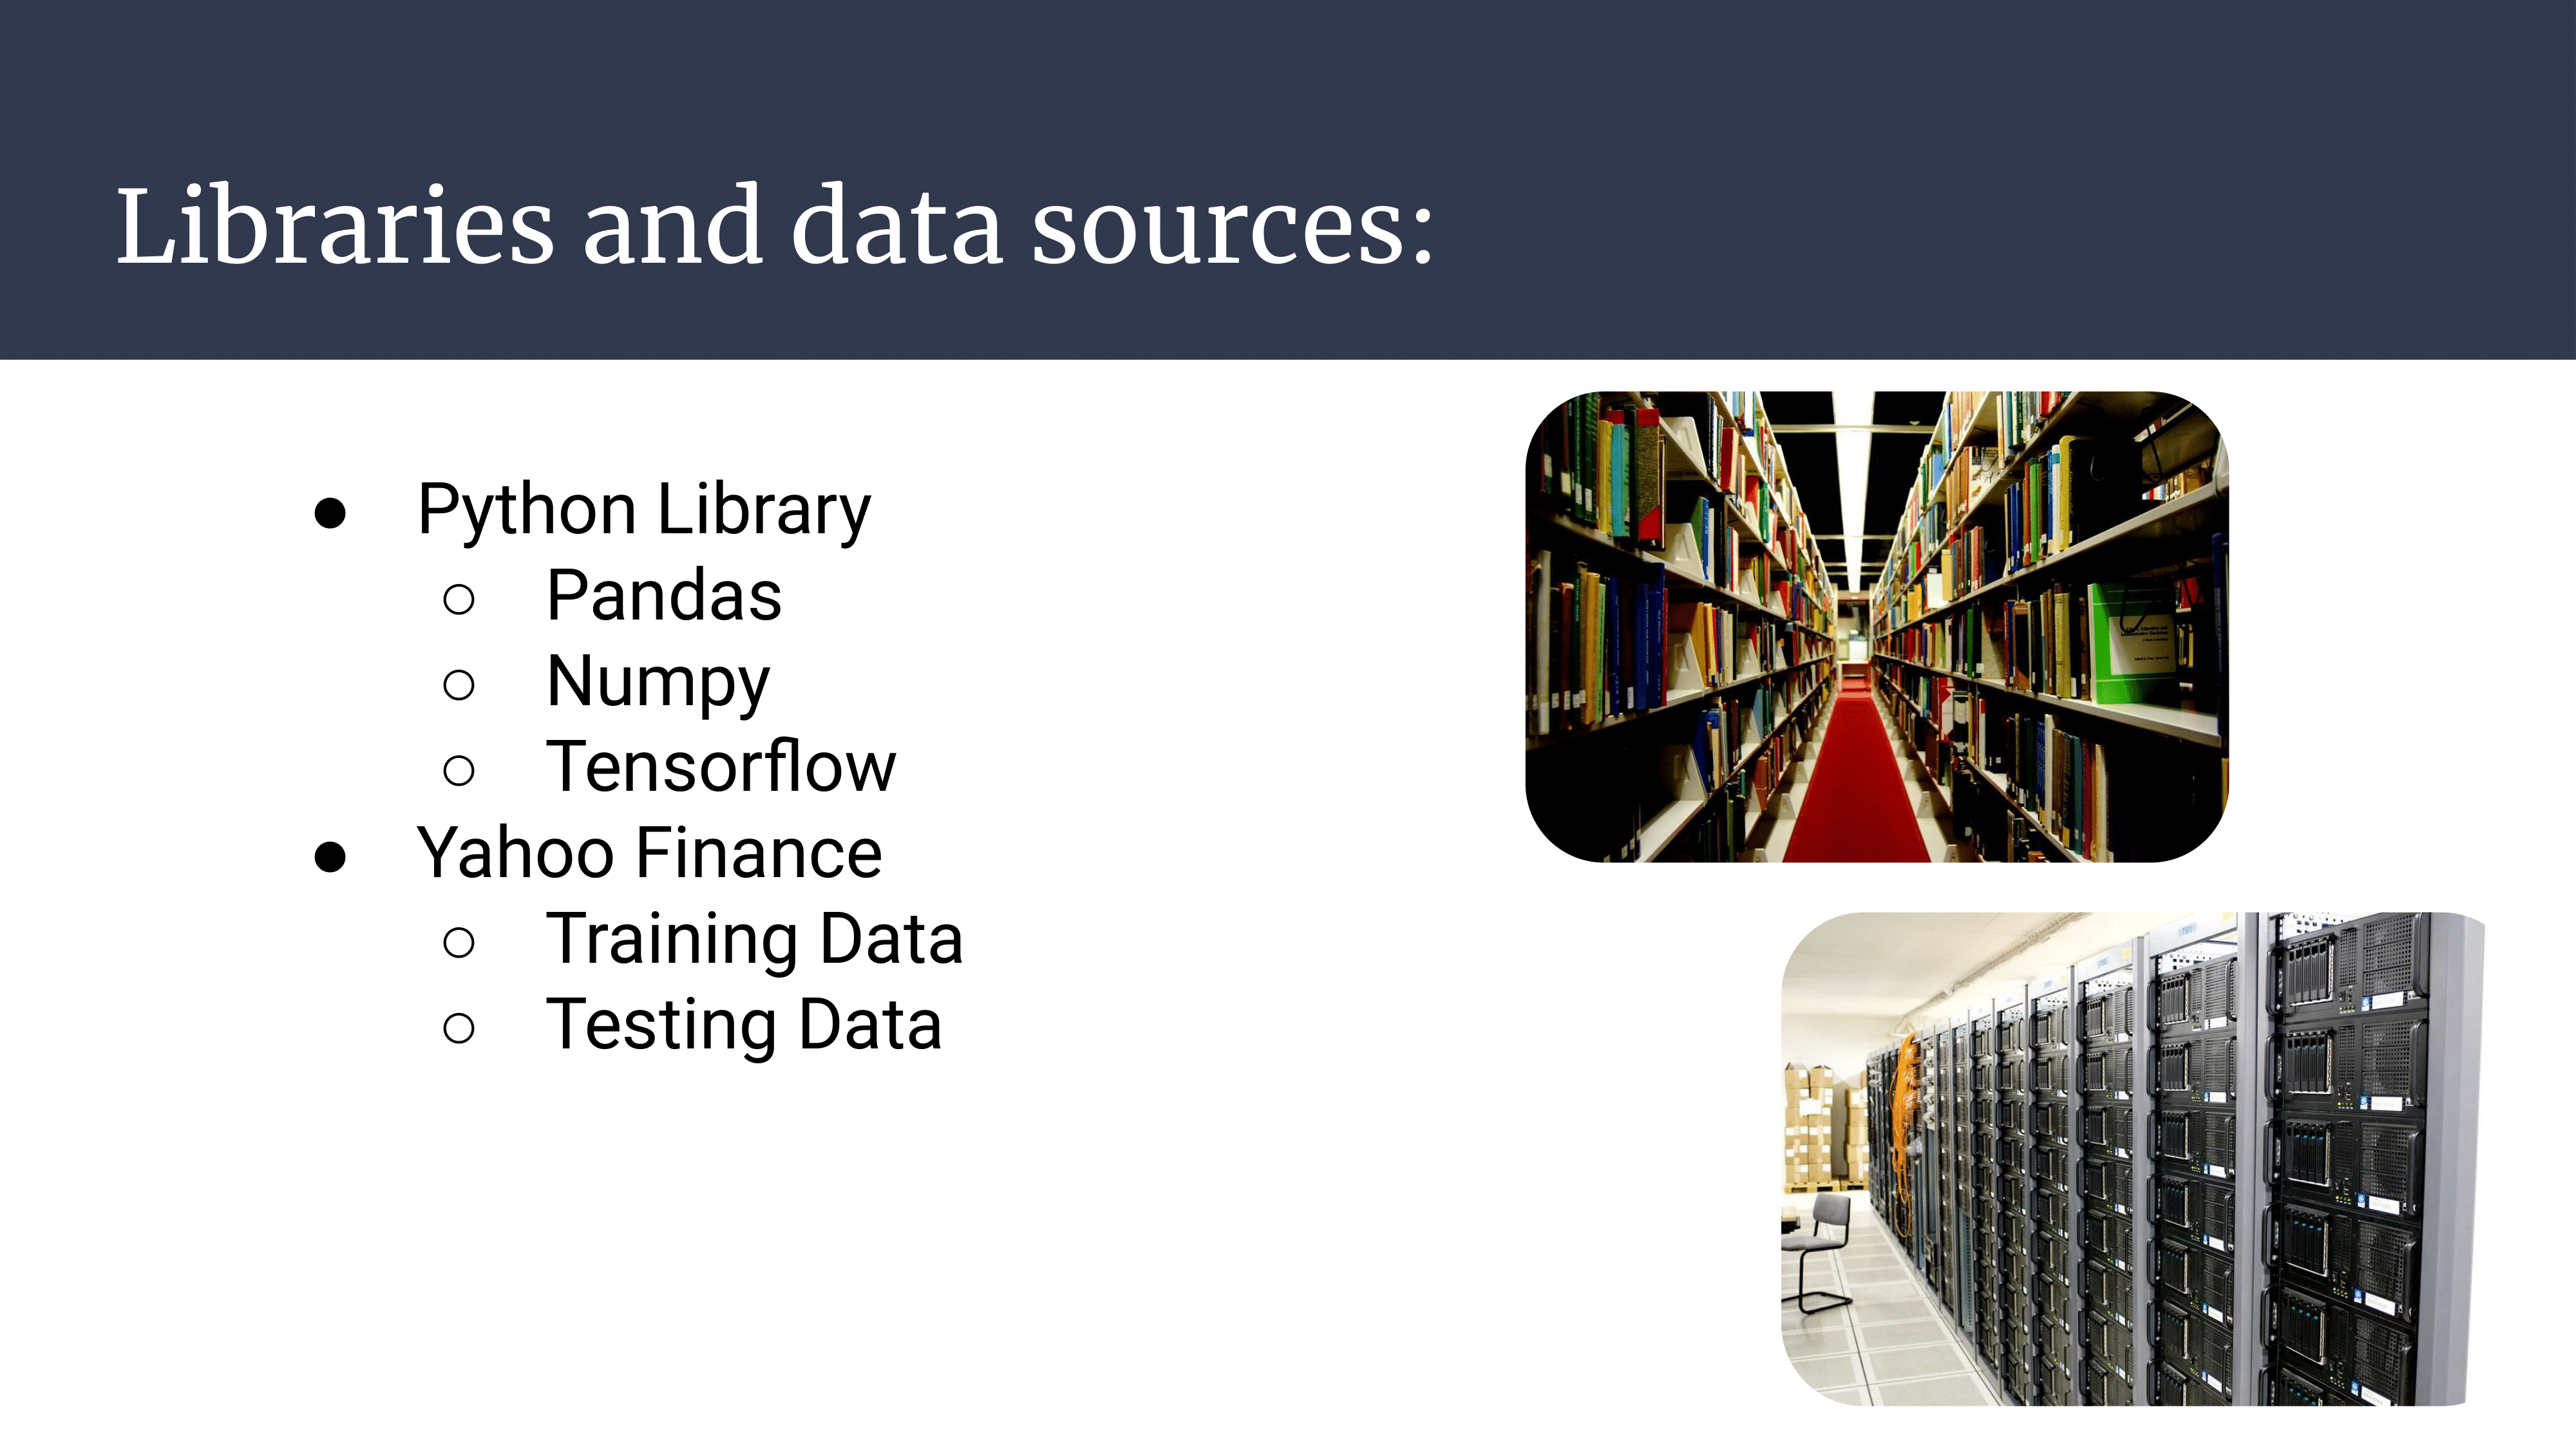 Libraries and data sources:
● Python Library
○ Pandas
○ Numpy
○ Tensorflow
● Yahoo Finance
○ Training Data
○ Testing Data